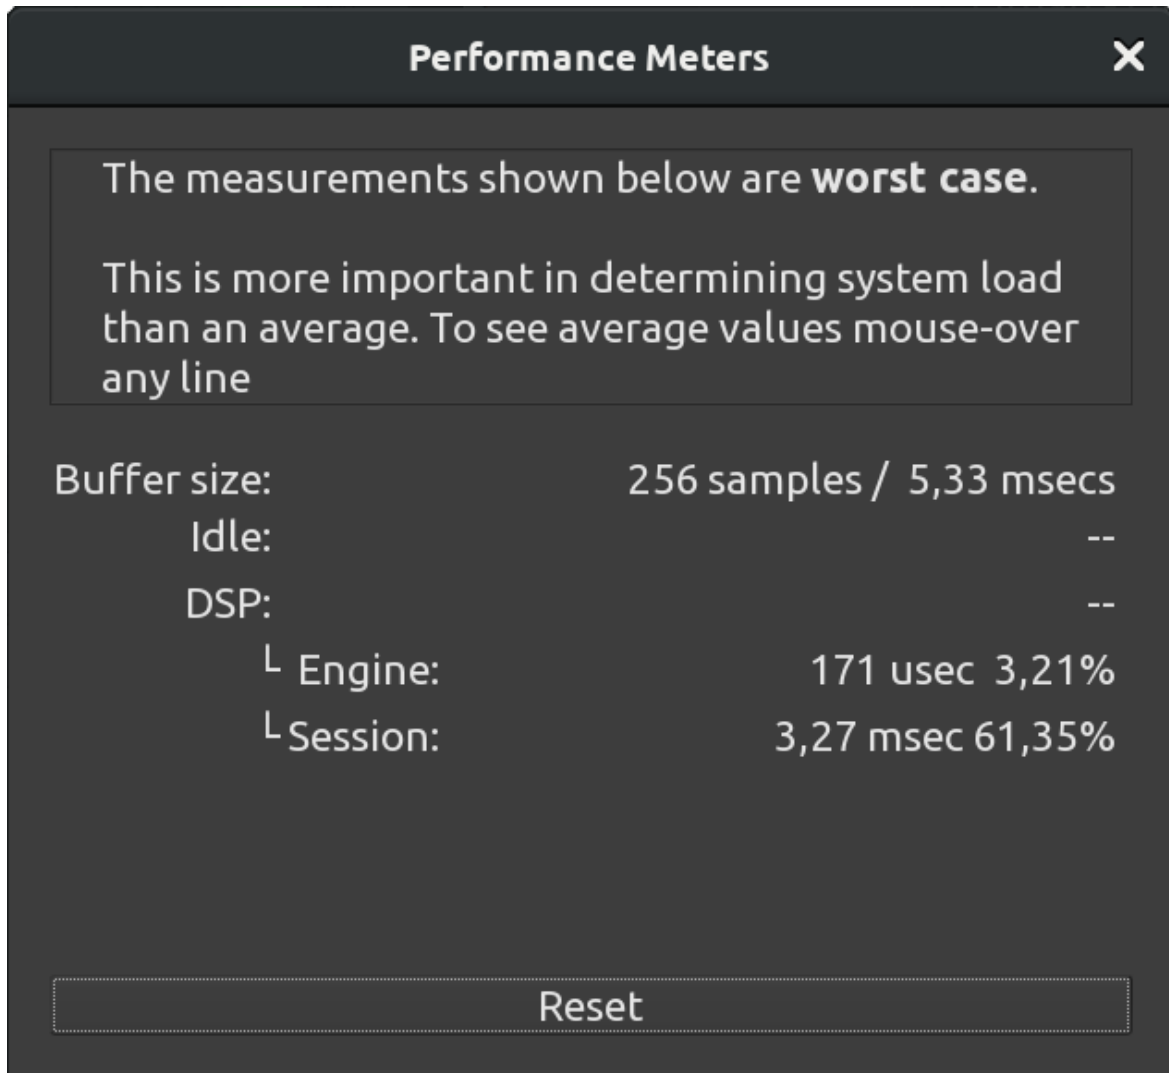 Performance Meters
The measurements shown below are worst case.
This is more important in determining system load
than an average. To see average values mouse-over
any line
Buffer size: 256 samples / 5,33 msecs
Idle: --
DSP: --
└ Engine: 171 usec 3,21%
└ Session: 3,27 msec 61,35%
Reset